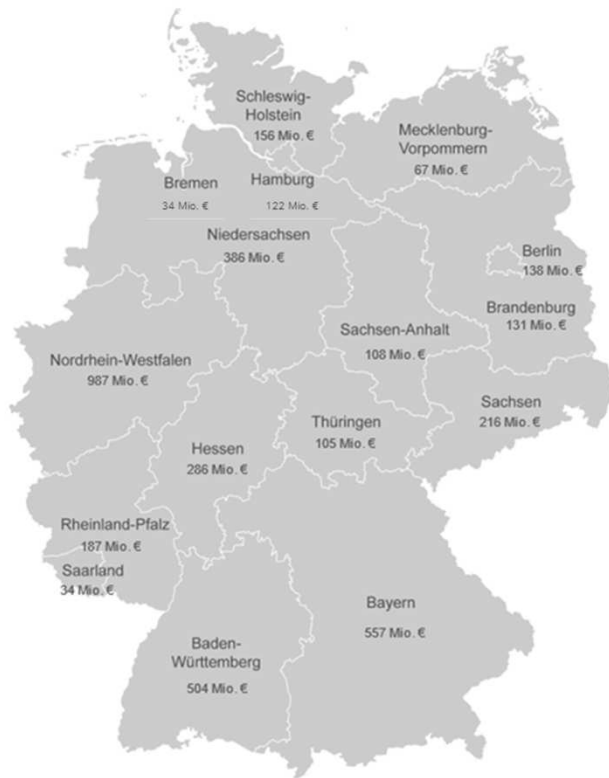 Schleswig-
Holstein
156 Mio. €
Mecklenburg-
Vorpommern
67 Mio. €
Bremen
34 Mio. €
Hamburg
122 Mio. €
Niedersachsen
386 Mio. €
Berlin
138 Mio. €
Brandenburg
131 Mio. €
Sachsen-Anhalt
108 Mio. €
Nordrhein-Westfalen
987 Mio. €
Sachsen
216 Mio. €
Thüringen
105 Mio. €
Hessen
286 Mio. €
Rheinland-Pfalz
187 Mio. €
Saarland
34 Mio. €
Bayern
557 Mio. €
Baden-
Württemberg
504 Mio. €